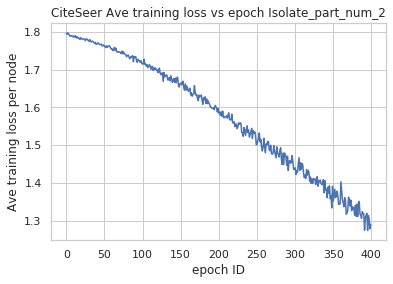 CiteSeer Ave training loss vs epoch Isolate_part_num_2
Ave training loss per node
1.8
1.7
1.6
1.5
1.4
1.3
0 50 100 150 200 250 300 350 400
epoch ID